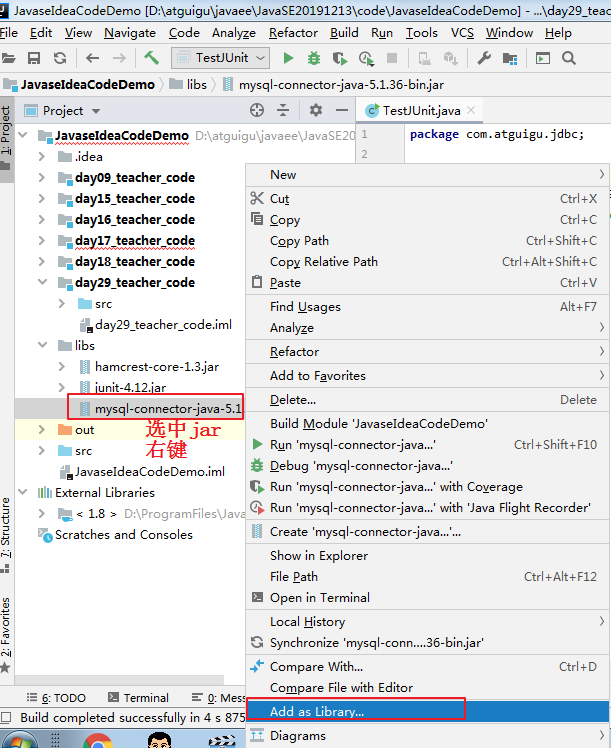 JavaseIdeaCodeDemo [D:\atguigu\javaee\JavaSE20191213\code\JavaseIdeaCodeDemo] - ...\day29_teac
File Edit View Navigate Code Analyze Refactor Build Run Tools VCS Window Help
TestJUnit
JavaseIdeaCodeDemo libs mysql-connector-java-5.1.36-bin.jar
1: Project
Project
TestJUnit.java
JavaseIdeaCodeDemo D:\atguigu\javaee\JavaSE20
1 package com.atguigu.jdbc;
2
.idea
day09_teacher_code
day15_teacher_code
day16_teacher_code
day17_teacher_code
day18_teacher_code
day29_teacher_code
src
day29_teacher_code.iml
libs
hamcrest-core-1.3.jar
junit-4.12.jar
mysql-connector-java-5.1
out
选中jar
右键
src
JavaseIdeaCodeDemo.iml
External Libraries
< 1.8 > D:\ProgramFiles\Java
Scratches and Consoles
New
Cut Ctrl+X
Copy Ctrl+C
Copy Path Ctrl+Shift+C
Copy Relative Path Ctrl+Alt+Shift+C
Paste Ctrl+V
Find Usages Alt+F7
Analyze
Refactor
Add to Favorites
Delete... Delete
Build Module 'JavaseIdeaCodeDemo'
Run 'mysql-connector-java...' Ctrl+Shift+F10
Debug 'mysql-connector-java...'
Run 'mysql-connector-java...' with Coverage
Run 'mysql-connector-java...' with 'Java Flight Recorder'
Create 'mysql-connector-java...'...
Show in Explorer
File Path Ctrl+Alt+F12
Open in Terminal
Local History
Synchronize 'mysql-conn....36-bin.jar'
Compare With... Ctrl+D
Compare File with Editor
Add as Library...
Diagrams
7: Structure
2: Favorites
6: TODO Terminal 0: Mess
Build completed successfully in 4 s 875